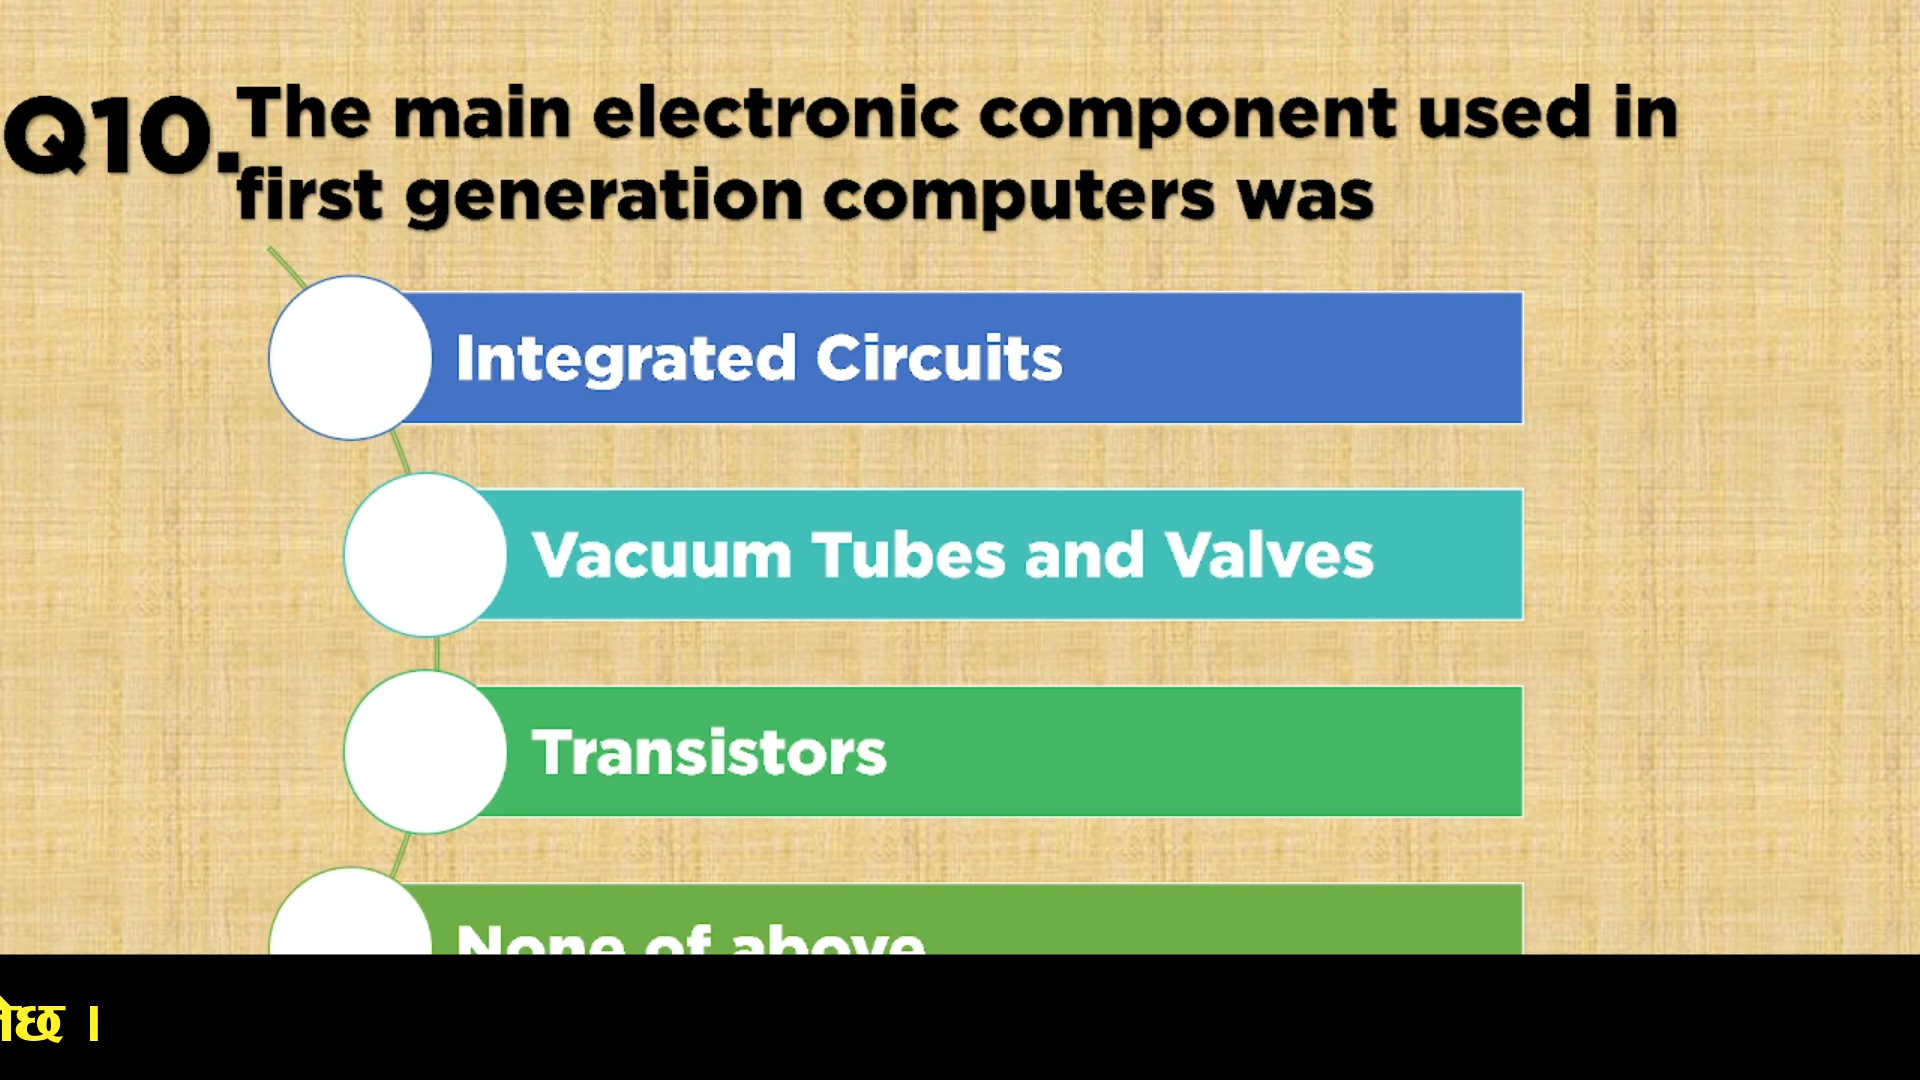 Q10. The main electronic component used in
first generation computers was
Integrated Circuits
Vacuum Tubes and Valves
Transistors
None of above